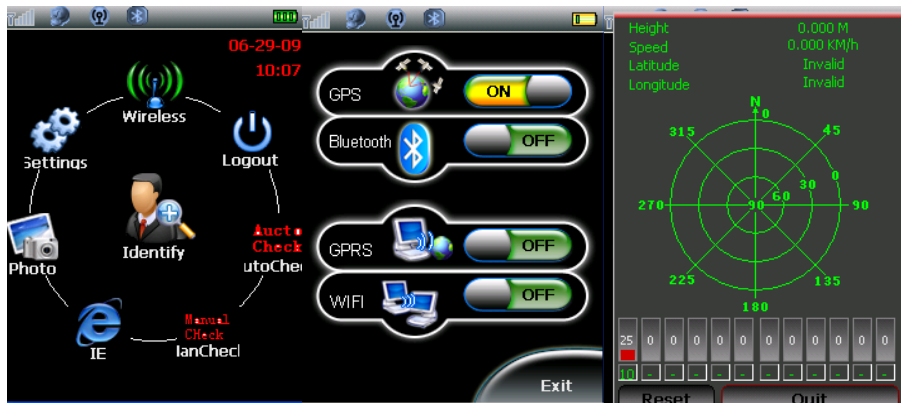 06-29-09
10:07
Wireless
Settings
Logout
Identify
Aucto
Check
utoChe
Photo
Manual
CHeck
IE
lanChecl
GPS
ON
Bluetooth
OFF
GPRS
OFF
WIFI
OFF
Exit
Height 0.000 M
Speed 0.000 KM/h
Latitude Invalid
Longitude Invalid
N
0
315 45
30 0
60
270 90 90
225 135
180
25 0 0 0 0 0 0 0 0 0 0 0
10 - - - - - - - - - - -
Reset Quit